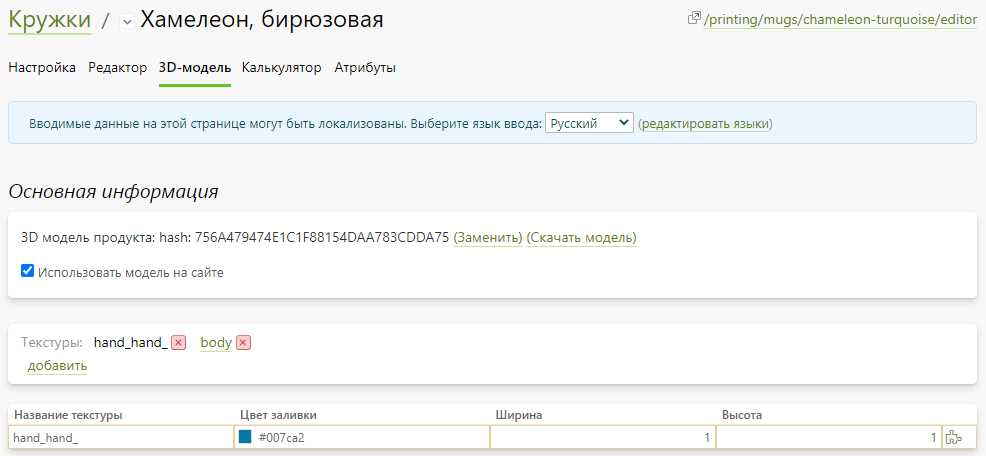 Кружки / Хамелеон, бирюзовая
/printing/mugs/chameleon-turquoise/editor
Настройка Редактор 3D-модель Калькулятор Атрибуты
Вводимые данные на этой странице могут быть локализованы. Выберите язык ввода: Русский (редактировать языки)
Основная информация
3D модель продукта: hash: 756A479474E1C1F88154DAA783CDDA75 (Заменить) (Скачать модель)
Использовать модель на сайте
Текстуры: hand_hand_ body
добавить
Название текстуры Цвет заливки Ширина Высота
hand_hand_ #007ca2 1 1